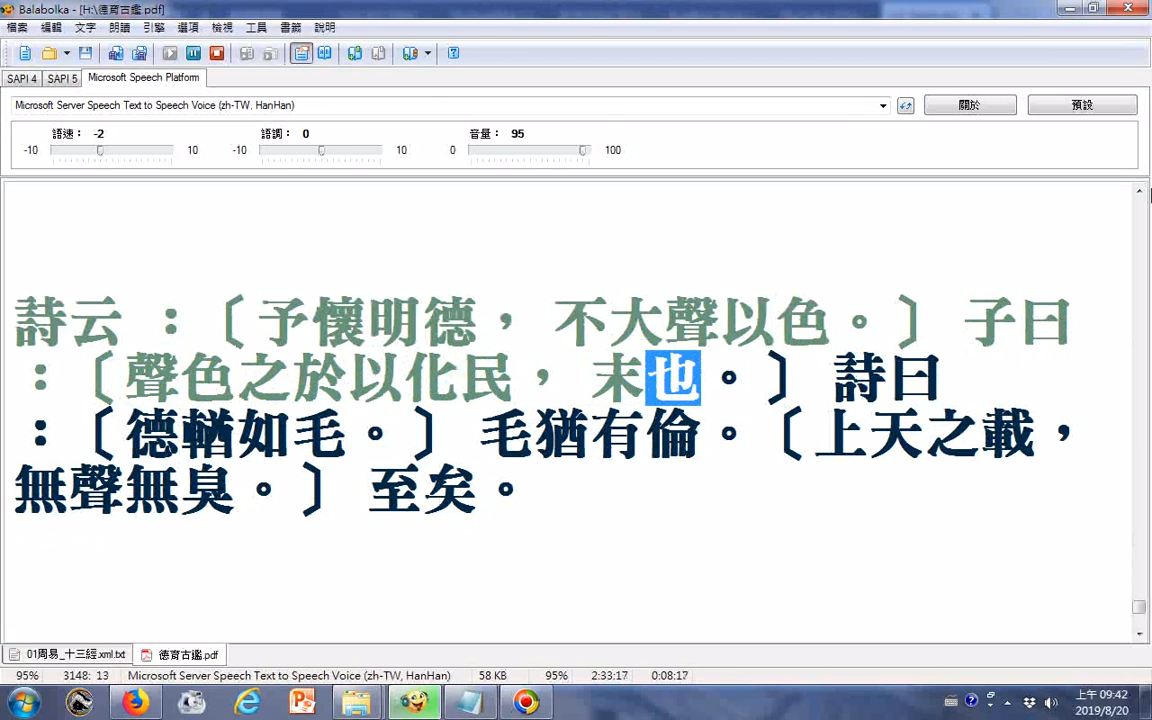 Balabolka - [H:\德育古鑑.pdf]
檔案 編輯 文字 朗讀 引擎 選項 檢視 工具 書籤 說明
SAPI 4 SAPI 5 Microsoft Speech Platform
Microsoft Server Speech Text to Speech Voice (zh-TW, HanHan) 關於 預設
語速： -2 語調： 0 音量： 95
-10 10 -10 10 0 100
詩云 ：〔予懷明德， 不大聲以色。〕 子曰
：〔聲色之於以化民， 末也。〕 詩曰
：〔德輶如毛。〕 毛猶有倫。〔上天之載，
無聲無臭。〕 至矣。
01周易_十三經.xml.txt 德育古鑑.pdf
95% 3148: 13 Microsoft Server Speech Text to Speech Voice (zh-TW, HanHan) 58 KB 95% 2:33:17 0:08:17
上午 09:42
2019/8/20